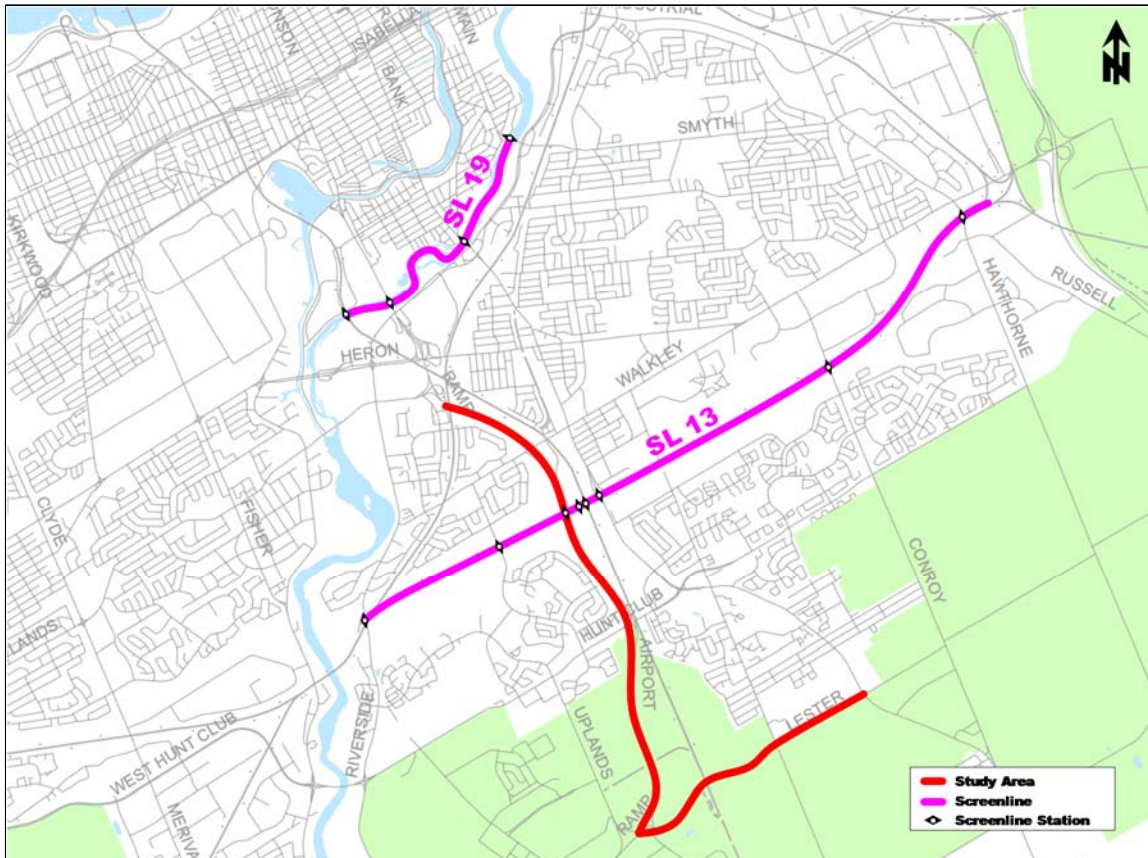 ISABELLA
BANK
MAIN
SMYTH
KIRKWOOD
SL 19
HAWTHORNE
RUSSELL
HERON
RAMP
WALKLEY
SL 13
CLYDE
FISHER
CONROY
HUNT CLUB
AIRPORT
RIVERSIDE
UPLANDS
LESTER
WEST HUNT CLUB
RAMP
MERIVA
LANDS
N
Study Area
Screenline
Screenline Station